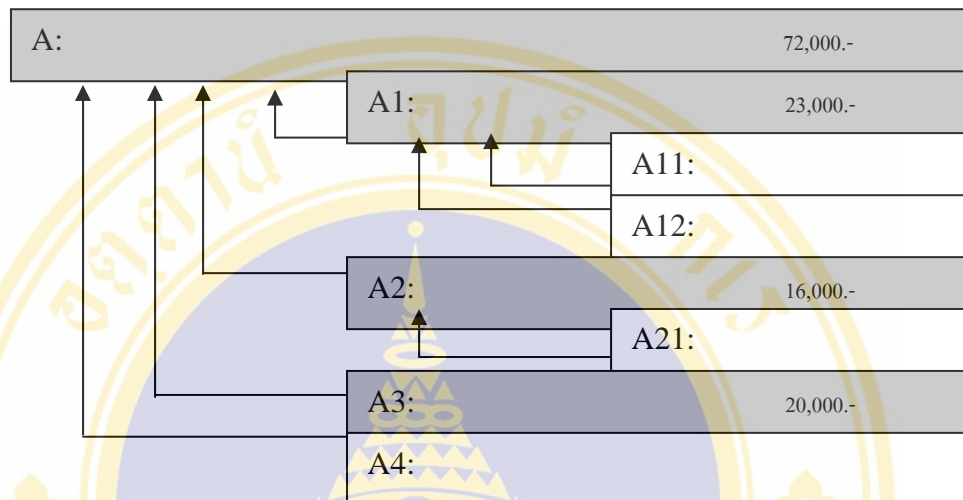 A: 72,000.-
A1: 23,000.-
A11:
A12:
A2: 16,000.-
A21:
A3: 20,000.-
A4: